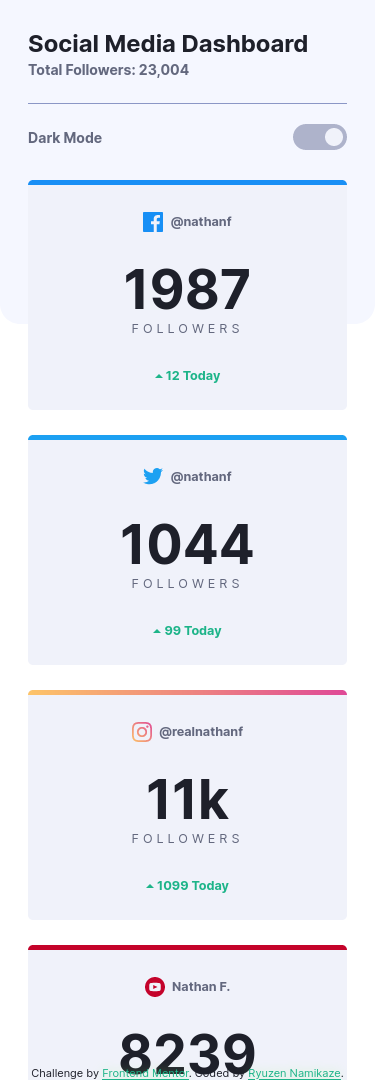 Social Media Dashboard
Total Followers: 23,004
Dark Mode
@nathanf
1987
FOLLOWERS
12 Today
@nathanf
1044
FOLLOWERS
99 Today
@realnathanf
11k
FOLLOWERS
1099 Today
Nathan F.
8239
Challenge by Frontend Mentor. Coded by Ryuzen Namikaze.